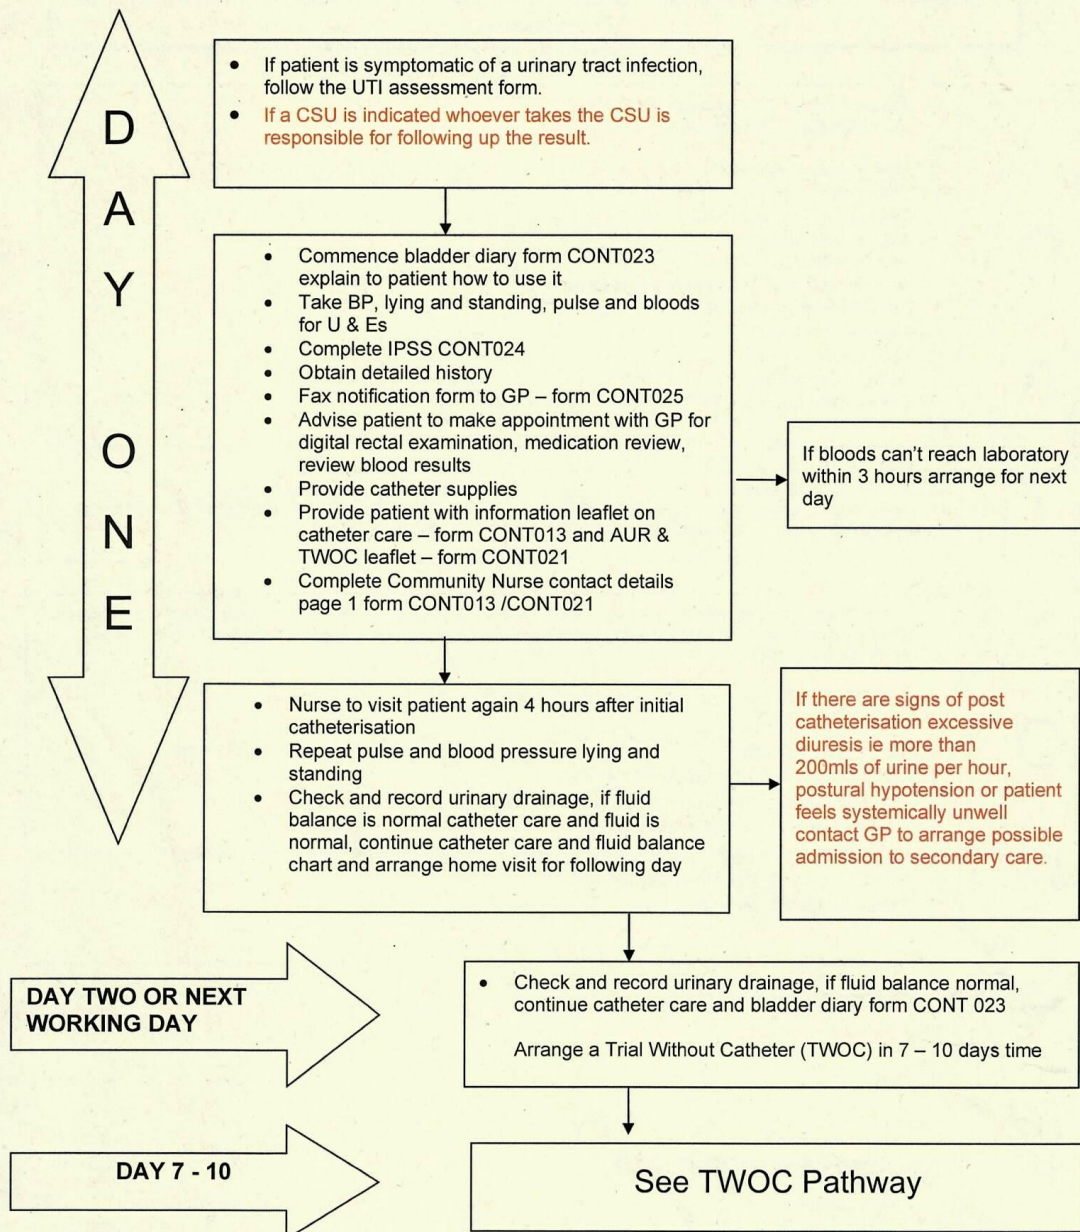 D
A
Y
O
N
E
• If patient is symptomatic of a urinary tract infection,
follow the UTI assessment form.
• If a CSU is indicated whoever takes the CSU is
responsible for following up the result.
• Commence bladder diary form CONT023
explain to patient how to use it
• Take BP, lying and standing, pulse and bloods
for U & Es
• Complete IPSS CONT024
• Obtain detailed history
• Fax notification form to GP – form CONT025
• Advise patient to make appointment with GP for
digital rectal examination, medication review,
review blood results
• Provide catheter supplies
• Provide patient with information leaflet on
catheter care – form CONT013 and AUR &
TWOC leaflet – form CONT021
• Complete Community Nurse contact details
page 1 form CONT013 /CONT021
If bloods can't reach laboratory
within 3 hours arrange for next
day
• Nurse to visit patient again 4 hours after initial
catheterisation
• Repeat pulse and blood pressure lying and
standing
• Check and record urinary drainage, if fluid
balance is normal catheter care and fluid is
normal, continue catheter care and fluid balance
chart and arrange home visit for following day
If there are signs of post
catheterisation excessive
diuresis ie more than
200mls of urine per hour,
postural hypotension or patient
feels systemically unwell
contact GP to arrange possible
admission to secondary care.
DAY TWO OR NEXT
WORKING DAY
• Check and record urinary drainage, if fluid balance normal,
continue catheter care and bladder diary form CONT 023
Arrange a Trial Without Catheter (TWOC) in 7 – 10 days time
DAY 7 - 10
See TWOC Pathway